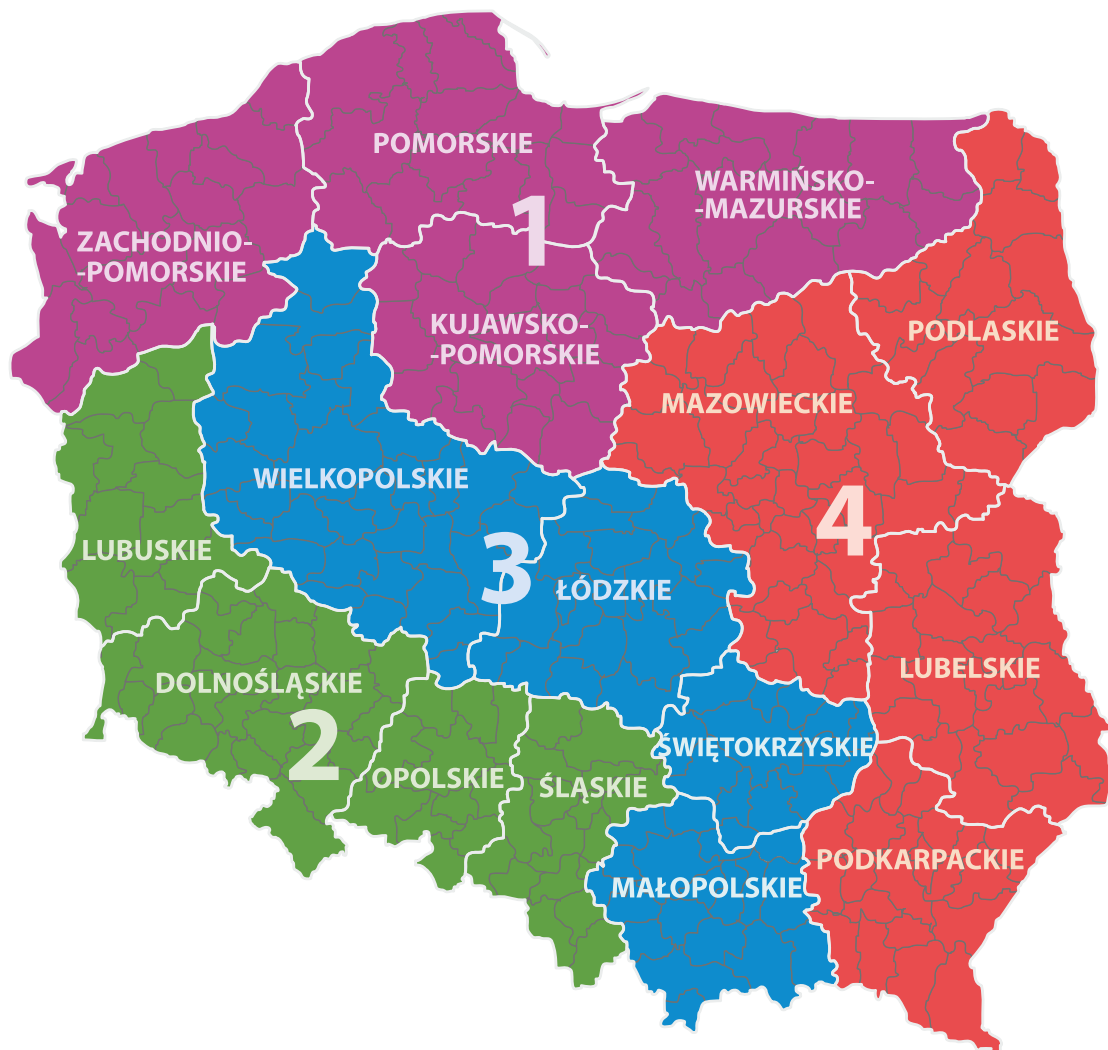 POMORSKIE
WARMIŃSKO-
-MAZURSKIE
1
ZACHODNIO-
-POMORSKIE
KUJAWSKO-
-POMORSKIE
PODLASKIE
MAZOWIECKIE
WIELKOPOLSKIE
4
LUBUSKIE
3
ŁÓDZKIE
LUBELSKIE
DOLNOŚLĄSKIE
2
ŚWIĘTOKRZYSKIE
OPOLSKIE
ŚLĄSKIE
PODKARPACKIE
MAŁOPOLSKIE